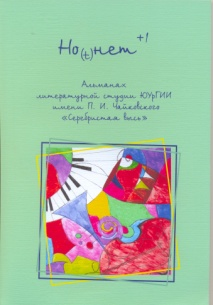 Но(t)нет+1
Альманах
литературной студии ЮУрГИИ
имени П. И. Чайковского
«Серебристая высь»